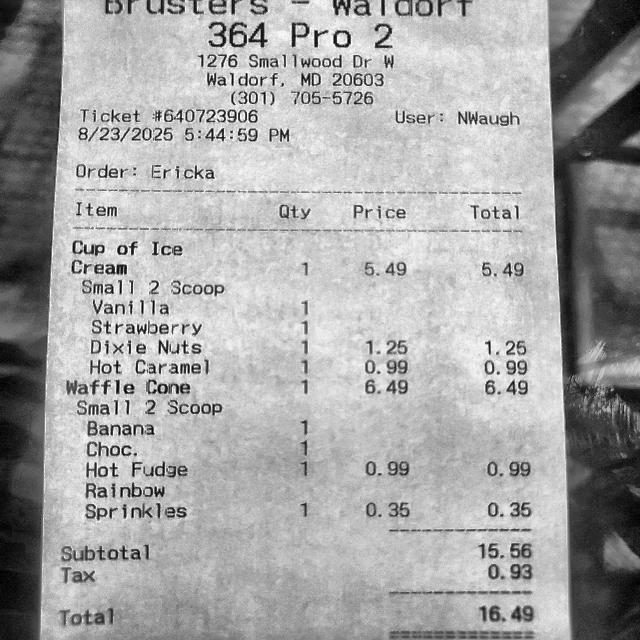 Brusters - Waldorf
364 Pro 2
1276 Smallwood Dr W
Waldorf, MD 20603
(301) 705-5726
Ticket #640723906 User: NWaugh
8/23/2025 5:44:59 PM
Order: Ericka
Item Qty Price Total
Cup of Ice
Cream 1 5.49 5.49
Small 2 Scoop
Vanilla 1
Strawberry 1
Dixie Nuts 1 1.25 1.25
Hot Caramel 1 0.99 0.99
Waffle Cone 1 6.49 6.49
Small 2 Scoop
Banana 1
Choc. 1
Hot Fudge 1 0.99 0.99
Rainbow
Sprinkles 1 0.35 0.35
Subtotal 15.56
Tax 0.93
Total 16.49